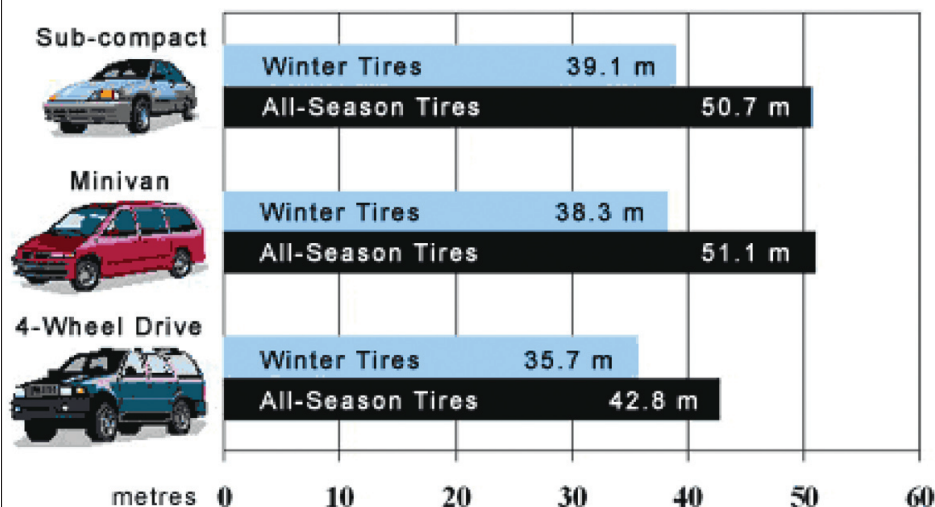 Sub-compact
Winter Tires 39.1 m
All-Season Tires 50.7 m
Minivan
Winter Tires 38.3 m
All-Season Tires 51.1 m
4-Wheel Drive
Winter Tires 35.7 m
All-Season Tires 42.8 m
metres 0 10 20 30 40 50 60